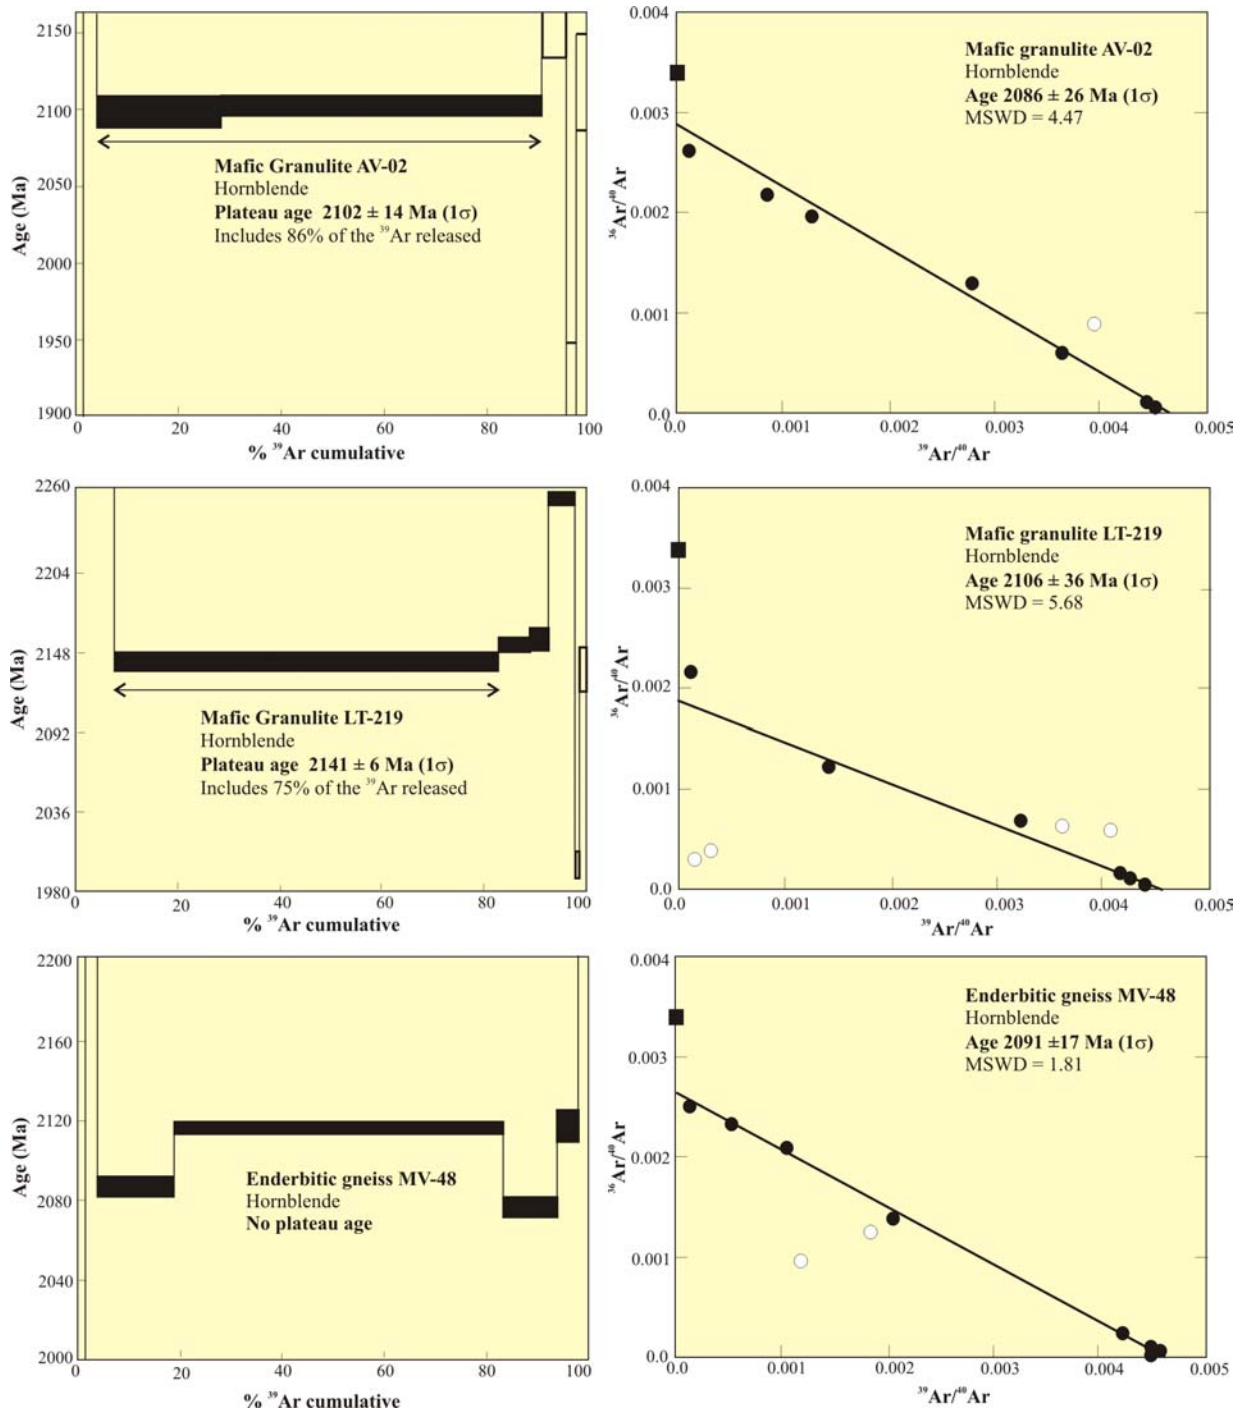 2150
2100
2050
2000
1950
1900
Age (Ma)
Mafic Granulite AV-02
Hornblende
Plateau age 2102 ± 14 Ma (1σ)
Includes 86% of the ³⁹Ar released
0 20 40 60 80 100
% ³⁹Ar cumulative
0.004
0.003
0.002
0.001
0.0
³⁶Ar/⁴⁰Ar
Mafic granulite AV-02
Hornblende
Age 2086 ± 26 Ma (1σ)
MSWD = 4.47
0.0 0.001 0.002 0.003 0.004 0.005
³⁹Ar/⁴⁰Ar
2260
2204
2148
2092
2036
1980
Age (Ma)
Mafic Granulite LT-219
Hornblende
Plateau age 2141 ± 6 Ma (1σ)
Includes 75% of the ³⁹Ar released
0 20 40 60 80 100
% ³⁹Ar cumulative
0.004
0.003
0.002
0.001
0.0
³⁶Ar/⁴⁰Ar
Mafic granulite LT-219
Hornblende
Age 2106 ± 36 Ma (1σ)
MSWD = 5.68
0.0 0.001 0.002 0.003 0.004 0.005
³⁹Ar/⁴⁰Ar
2200
2160
2120
2080
2040
2000
Age (Ma)
Enderbitic gneiss MV-48
Hornblende
No plateau age
0 20 40 60 80 100
% ³⁹Ar cumulative
0.004
0.003
0.002
0.001
0.0
³⁶Ar/⁴⁰Ar
Enderbitic gneiss MV-48
Hornblende
Age 2091 ±17 Ma (1σ)
MSWD = 1.81
0.0 0.001 0.002 0.003 0.004 0.005
³⁹Ar/⁴⁰Ar